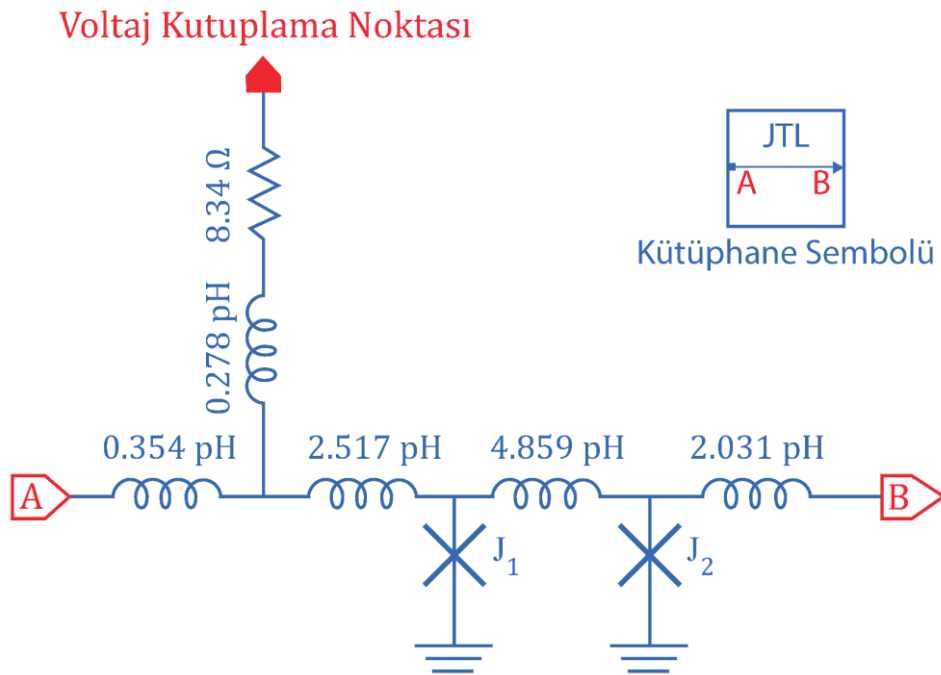 Voltaj Kutuplama Noktası
8.34 Ω
0.278 pH
JTL
A
B
Kütüphane Sembolü
0.354 pH
2.517 pH
4.859 pH
2.031 pH
A
B
J1
J2